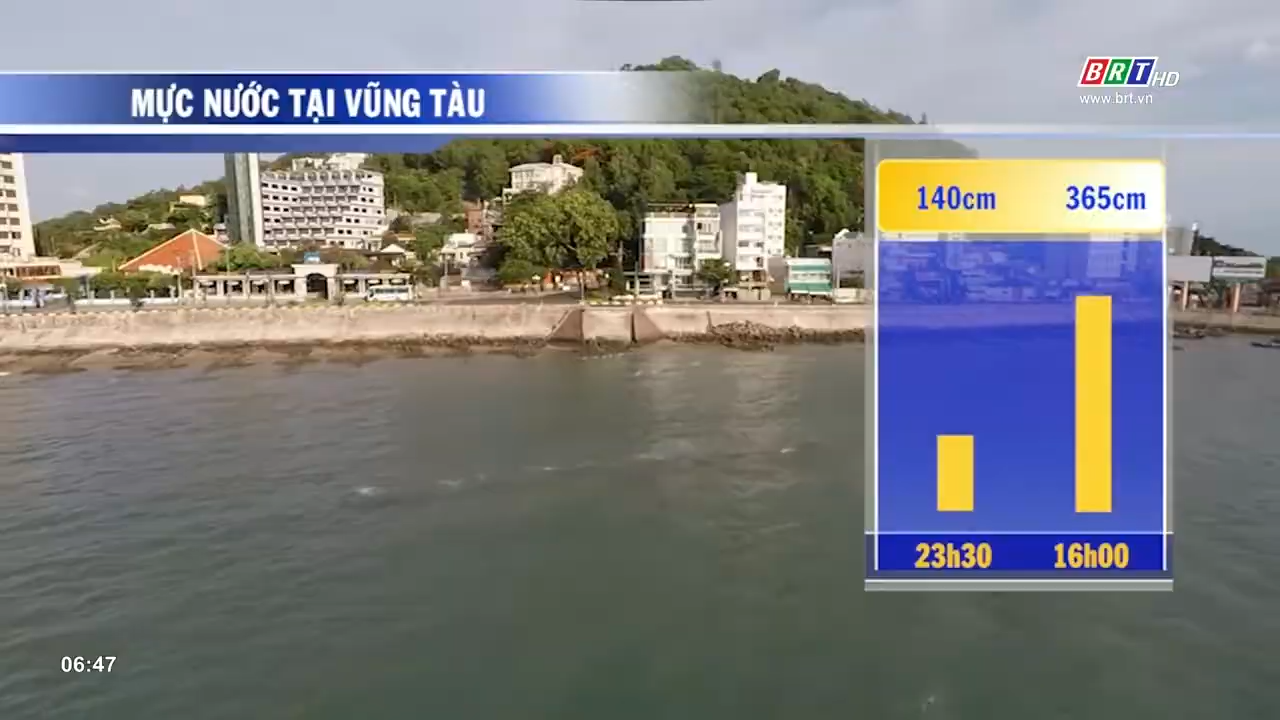 MỰC NƯỚC TẠI VŨNG TÀU
BRT HD
www.brt.vn
140cm 365cm
23h30 16h00
06:47